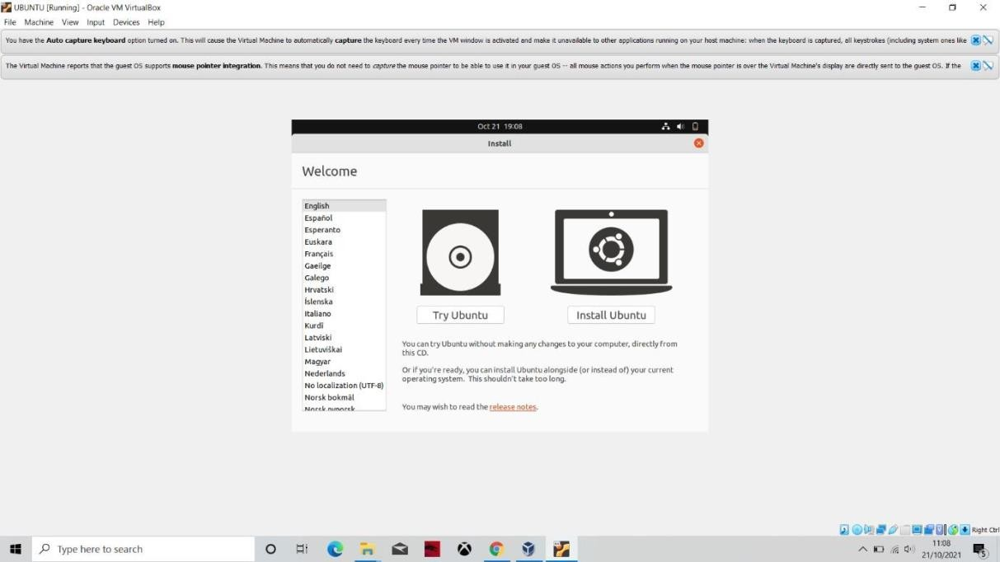 UBUNTU [Running] - Oracle VM VirtualBox
File Machine View Input Devices Help
You have the Auto capture keyboard option turned on. This will cause the Virtual Machine to automatically capture the keyboard every time the VM window is activated and make it unavailable to other applications running on your host machine: when the keyboard is captured, all keystrokes (including system ones like
The Virtual Machine reports that the guest OS supports mouse pointer integration. This means that you do not need to capture the mouse pointer to be able to use it in your guest OS -- all mouse actions you perform when the mouse pointer is over the Virtual Machine's display are directly sent to the guest OS. If the
Oct 21 19:08
Install
Welcome
English
Español
Esperanto
Euskara
Français
Gaeilge
Galego
Hrvatski
Íslenska
Italiano
Kurdî
Latviski
Lietuviškai
Magyar
Nederlands
No localization (UTF-8)
Norsk bokmål
Norsk nynorsk
Try Ubuntu
Install Ubuntu
You can try Ubuntu without making any changes to your computer, directly from
this CD.
Or if you're ready, you can install Ubuntu alongside (or instead of) your current
operating system. This shouldn't take too long.
You may wish to read the release notes.
Right Ctrl
Type here to search
11:08
21/10/2021
5